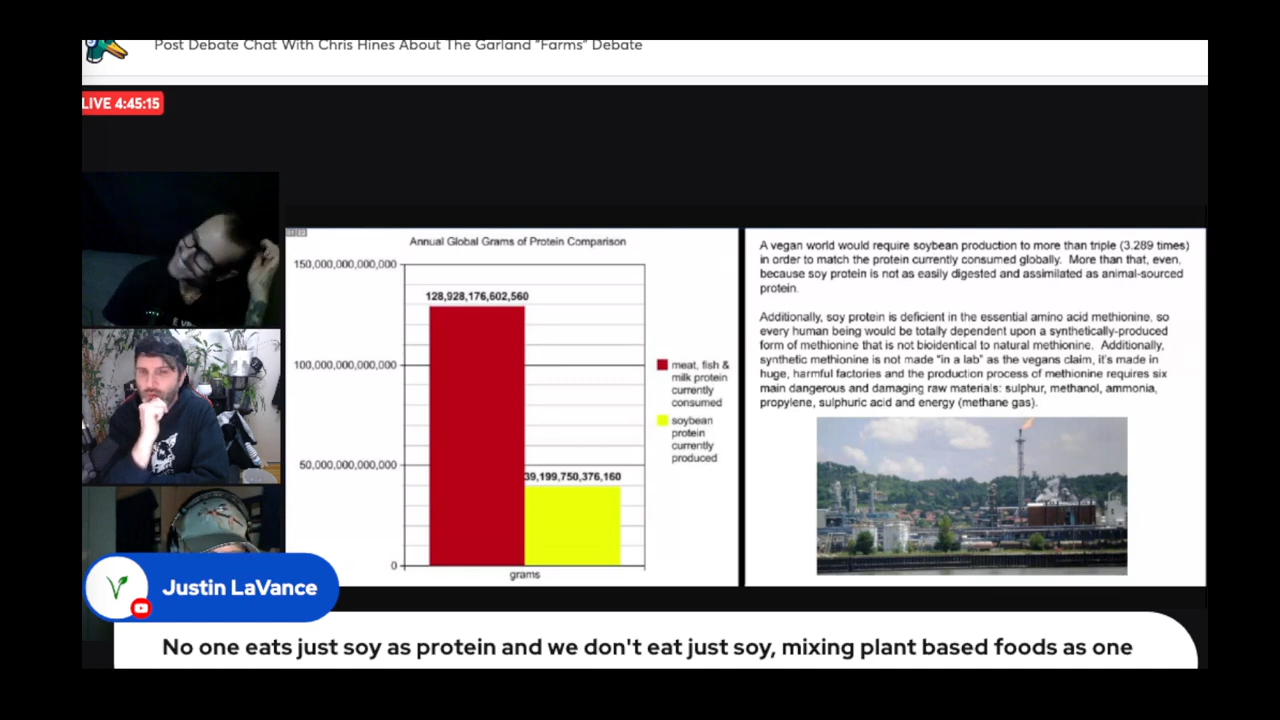 Post Debate Chat With Chris Hines About The Garland “Farms” Debate
LIVE 4:45:15
Annual Global Grams of Protein Comparison
150,000,000,000,000
128,928,176,602,560
100,000,000,000,000
50,000,000,000,000
39,199,750,376,160
0
grams
meat, fish &
milk protein
currently
consumed
soybean
protein
currently
produced
A vegan world would require soybean production to more than triple (3.289 times)
in order to match the protein currently consumed globally. More than that, even,
because soy protein is not as easily digested and assimilated as animal-sourced
protein.
Additionally, soy protein is deficient in the essential amino acid methionine, so
every human being would be totally dependent upon a synthetically-produced
form of methionine that is not bioidentical to natural methionine. Additionally,
synthetic methionine is not made "in a lab" as the vegans claim, it's made in
huge, harmful factories and the production process of methionine requires six
main dangerous and damaging raw materials: sulphur, methanol, ammonia,
propylene, sulphuric acid and energy (methane gas).
Justin LaVance
No one eats just soy as protein and we don't eat just soy, mixing plant based foods as one